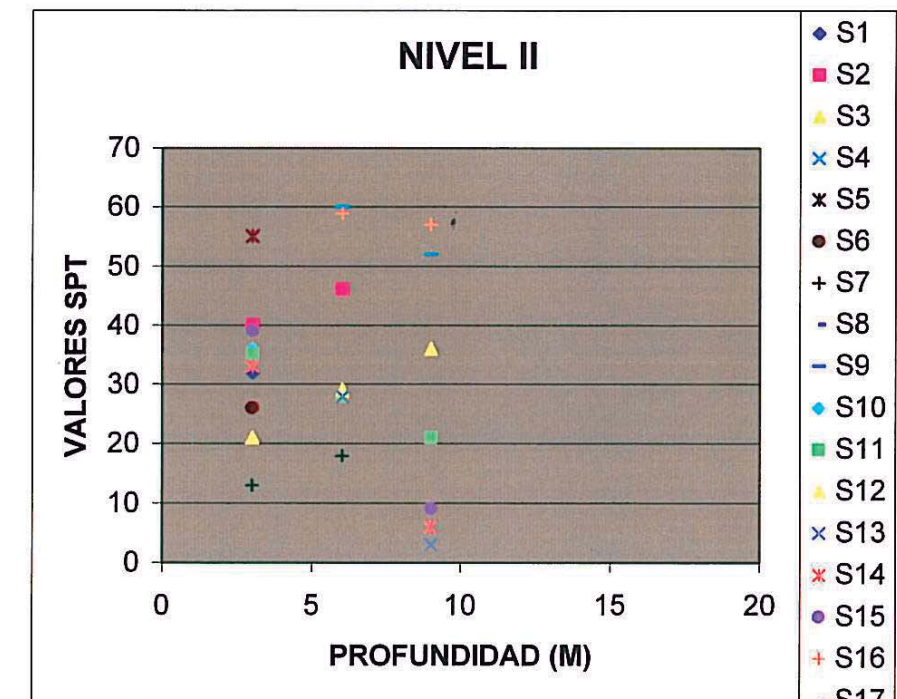 NIVEL II
VALORES SPT
70
60
50
40
30
20
10
0
0 5 10 15 20
PROFUNDIDAD (M)
S1
S2
S3
S4
S5
S6
S7
S8
S9
S10
S11
S12
S13
S14
S15
S16
S17